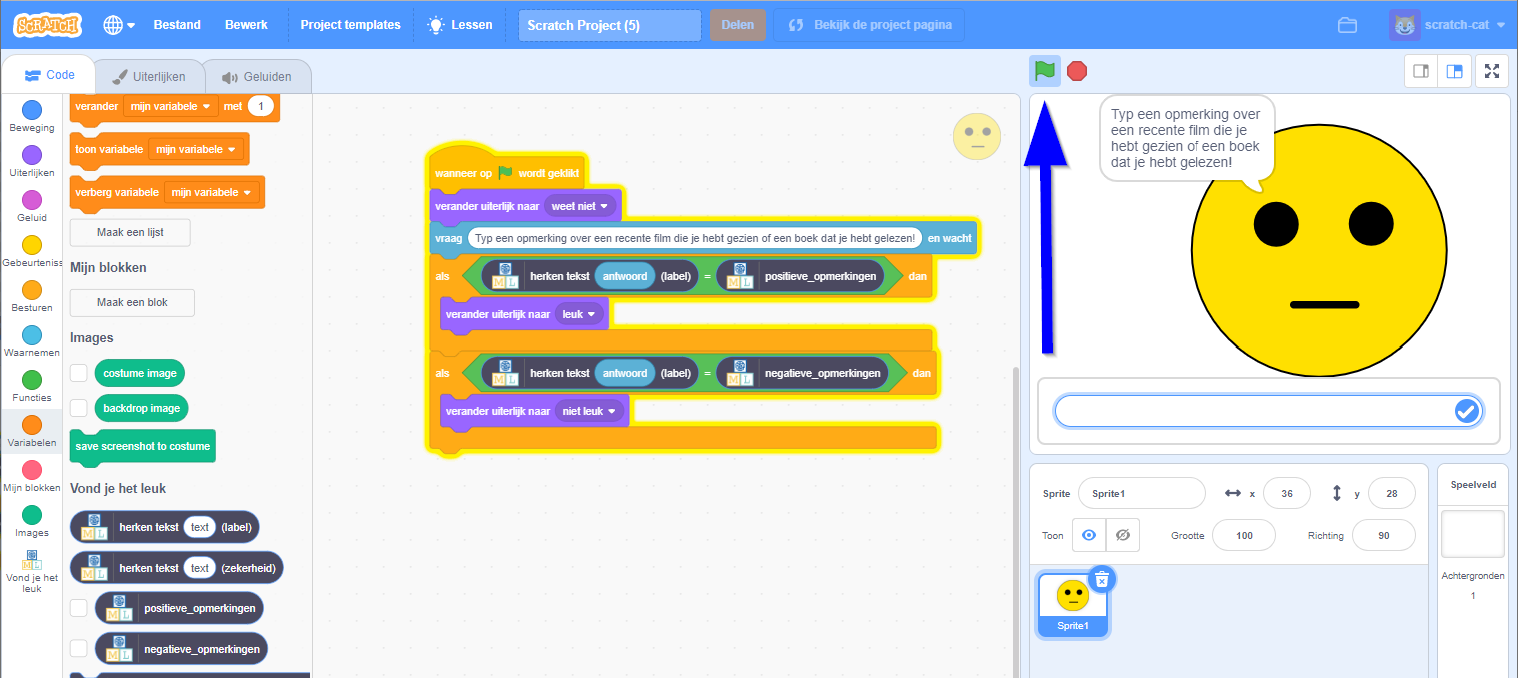 SCRATCH
Bestand
Bewerk
Project templates
Lessen
Scratch Project (5)
Delen
Bekijk de project pagina
scratch-cat
Code
Uiterlijken
Geluiden
Beweging
Uiterlijken
Geluid
Gebeurteniss
Besturen
Waarnemen
Functies
Variabelen
Mijn blokken
Images
Vond je het
leuk
verander mijn variabele met 1
toon variabele mijn variabele
verberg variabele mijn variabele
Maak een lijst
Mijn blokken
Maak een blok
Images
costume image
backdrop image
save screenshot to costume
Vond je het leuk
M L herken tekst text (label)
M L herken tekst text (zekerheid)
M L positieve_opmerkingen
M L negatieve_opmerkingen
wanneer op wordt geklikt
verander uiterlijk naar weet niet
vraag Typ een opmerking over een recente film die je hebt gezien of een boek dat je hebt gelezen! en wacht
als M L herken tekst antwoord (label) = M L positieve_opmerkingen dan
verander uiterlijk naar leuk
als M L herken tekst antwoord (label) = M L negatieve_opmerkingen dan
verander uiterlijk naar niet leuk
Typ een opmerking over
een recente film die je
hebt gezien of een boek
dat je hebt gelezen!
Sprite Sprite1 x 36 y 28
Toon Grootte 100 Richting 90
Sprite1
Speelveld
Achtergronden
1